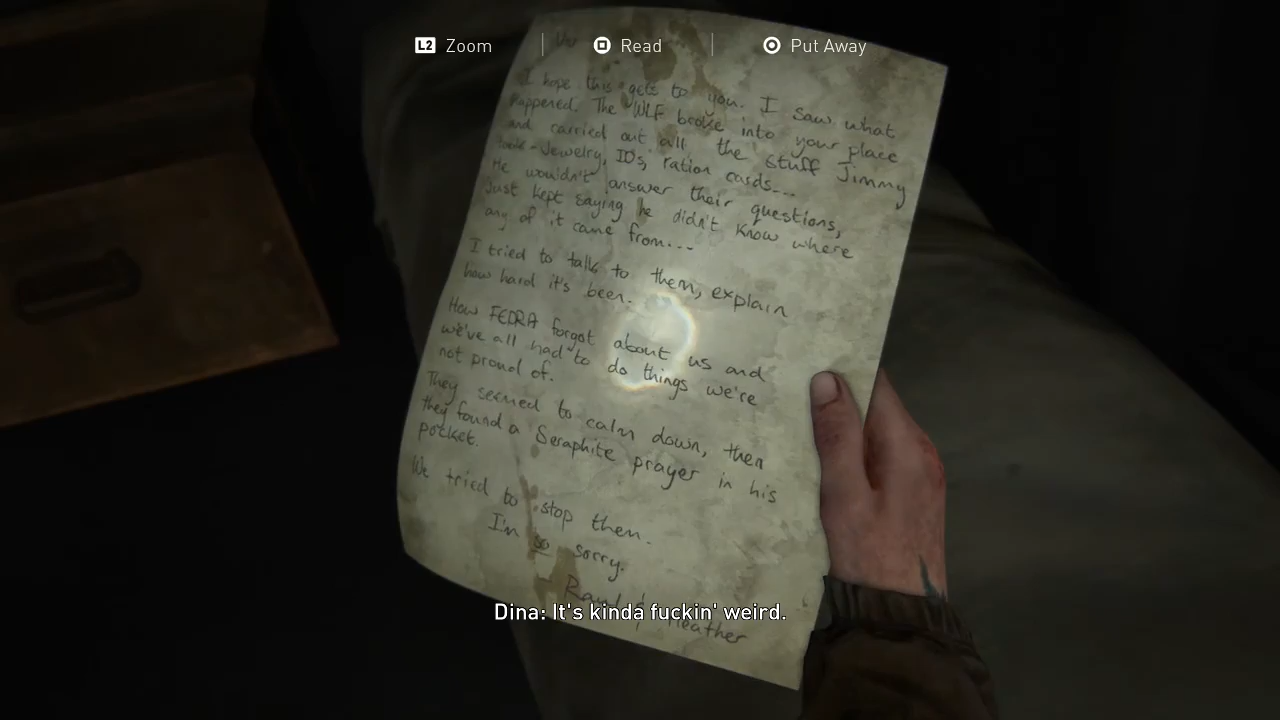 L2 Zoom Read Put Away
I hope this gets to you. I saw what
happened. The WLF broke into your place
and carried out all the stuff Jimmy
took - Jewelry, IDs, ration cards...
He wouldn't answer their questions,
Just kept saying he didn't know where
any of it came from...
I tried to talk to them, explain
how hard it's been.
How FEDRA forgot about us and
we've all had to do things we're
not proud of.
They seemed to calm down, then
they found a Seraphite prayer in his
pocket.
We tried to stop them.
I'm so sorry.
Heather
Dina: It's kinda fuckin' weird.